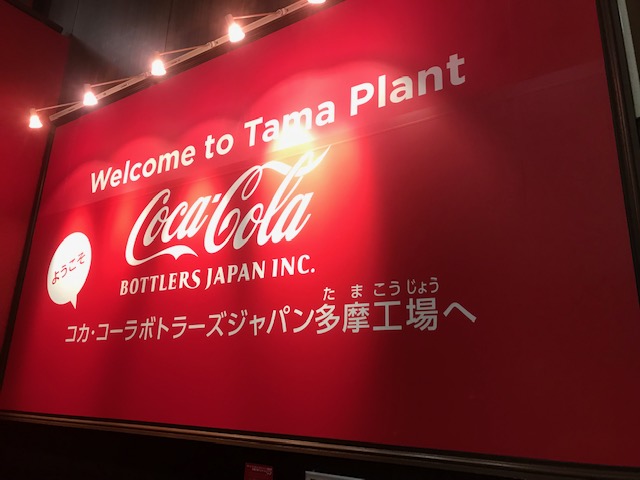 Welcome to Tama Plant
Coca-Cola
BOTTLERS JAPAN INC.
ようこそ
たまこうじょう
コカ・コーラボトラーズジャパン多摩工場へ